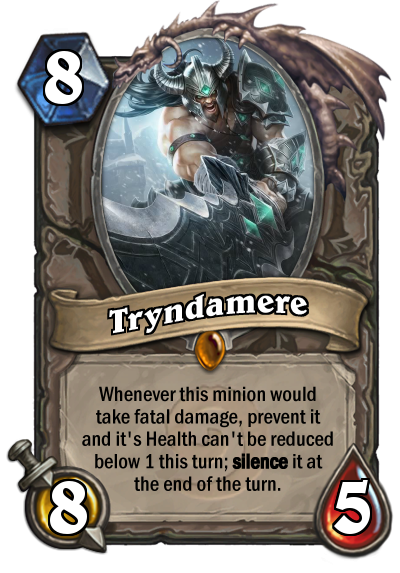 8
Tryndamere
Whenever this minion would
take fatal damage, prevent it
and it's Health can't be reduced
below 1 this turn; silence it at
the end of the turn.
8
5